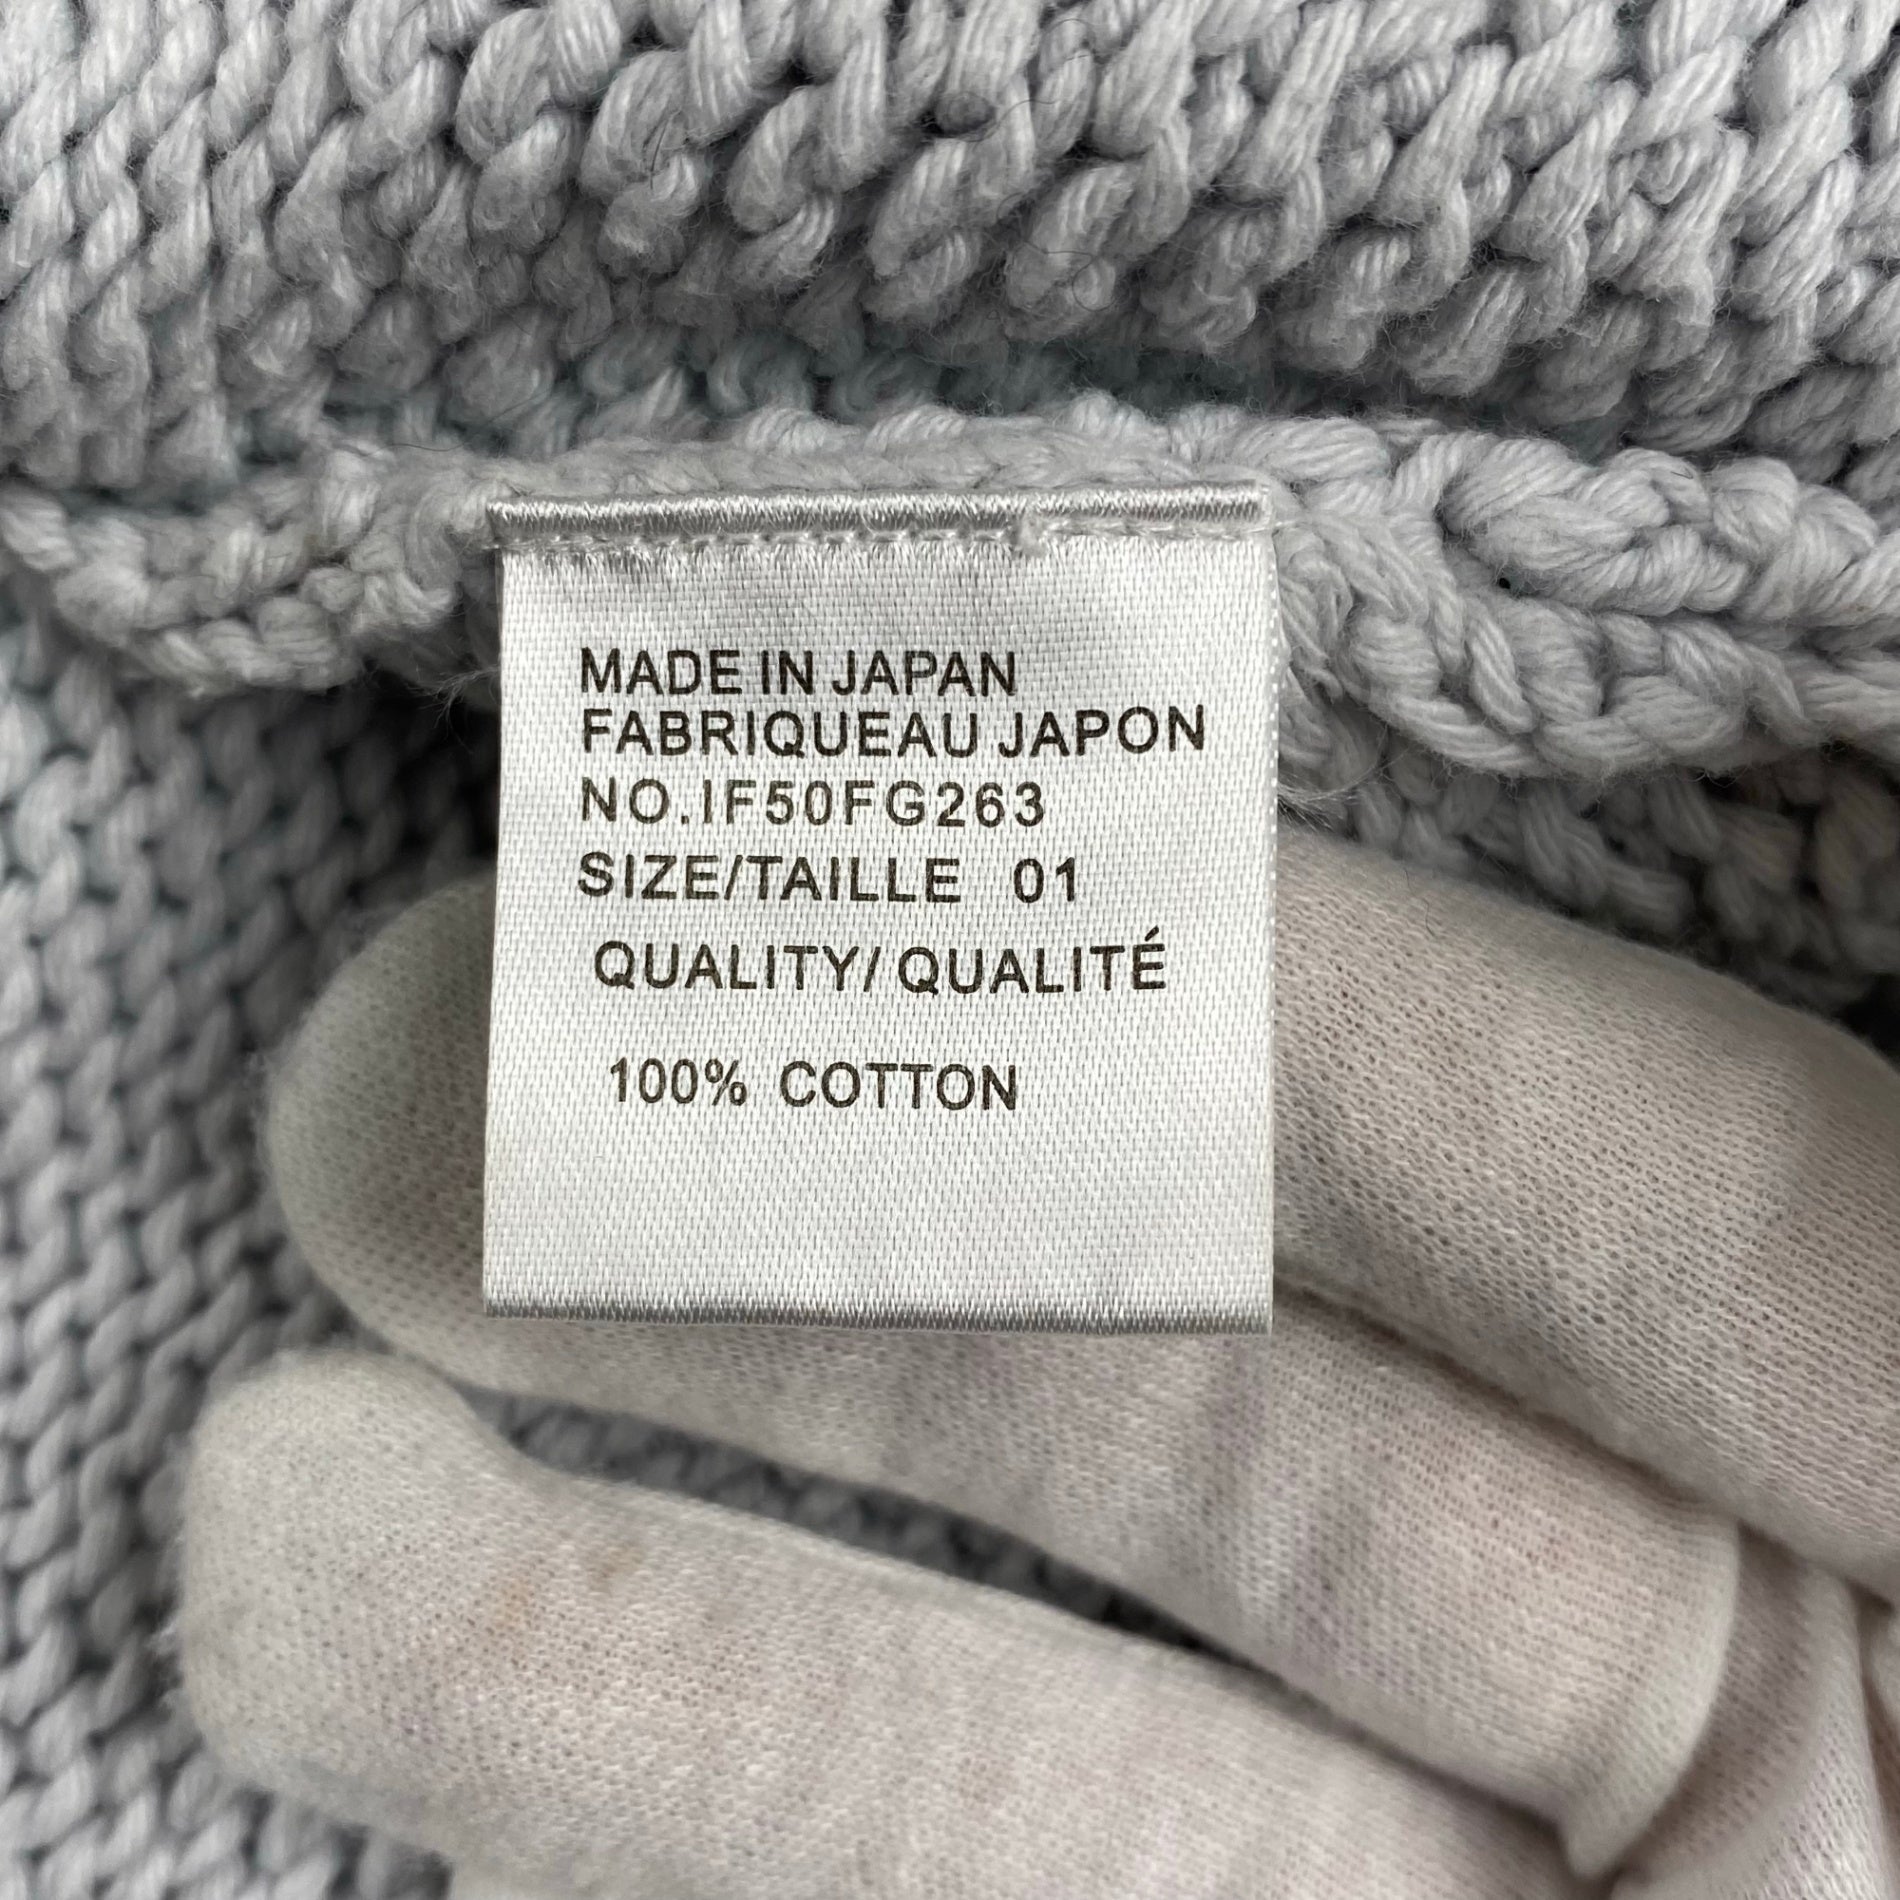 MADE IN JAPAN
FABRIQUEAU JAPON
NO.IF50FG263
SIZE/TAILLE 01
QUALITY/ QUALITÉ
100% COTTON